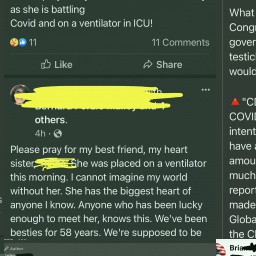 as she is battling
Covid and on a ventilator in ICU!
11
11 Comments
Like
Share
others.
4h ·
Please pray for my best friend, my heart
sister, She was placed on a ventilator
this morning. I cannot imagine my world
without her. She has the biggest heart of
anyone I know. Anyone who has been lucky
enough to meet her, knows this. We've been
besties for 58 years. We're supposed to be
What
Congr
gover
testic
would
"CD
COVID
intent
have a
amou
much
report
made
Globa
the C
Brian